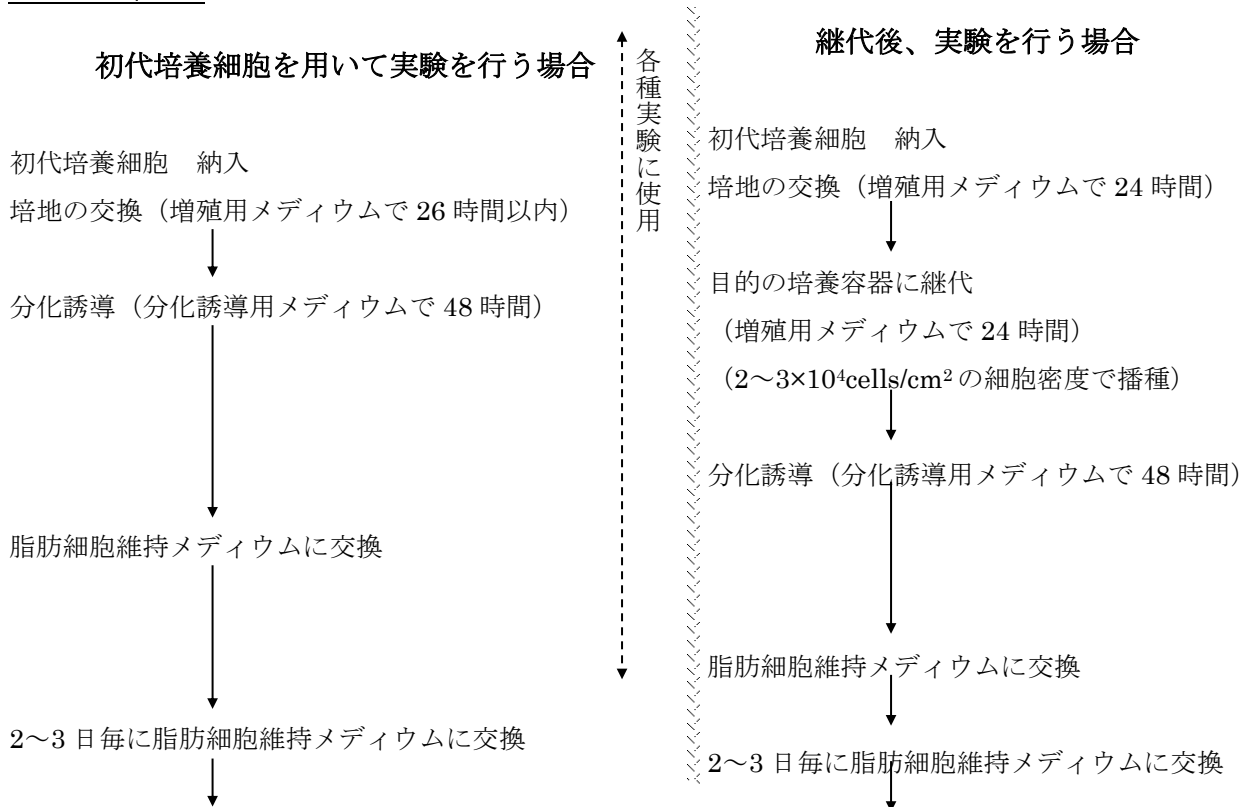 初代培養細胞を用いて実験を行う場合
初代培養細胞　納入
培地の交換（増殖用メディウムで 26 時間以内）
分化誘導（分化誘導用メディウムで 48 時間）
脂肪細胞維持メディウムに交換
2～3 日毎に脂肪細胞維持メディウムに交換
各種実験に使用
継代後、実験を行う場合
初代培養細胞　納入
培地の交換（増殖用メディウムで 24 時間）
目的の培養容器に継代
（増殖用メディウムで 24 時間）
（2～3×10⁴cells/cm² の細胞密度で播種）
分化誘導（分化誘導用メディウムで 48 時間）
脂肪細胞維持メディウムに交換
2～3 日毎に脂肪細胞維持メディウムに交換